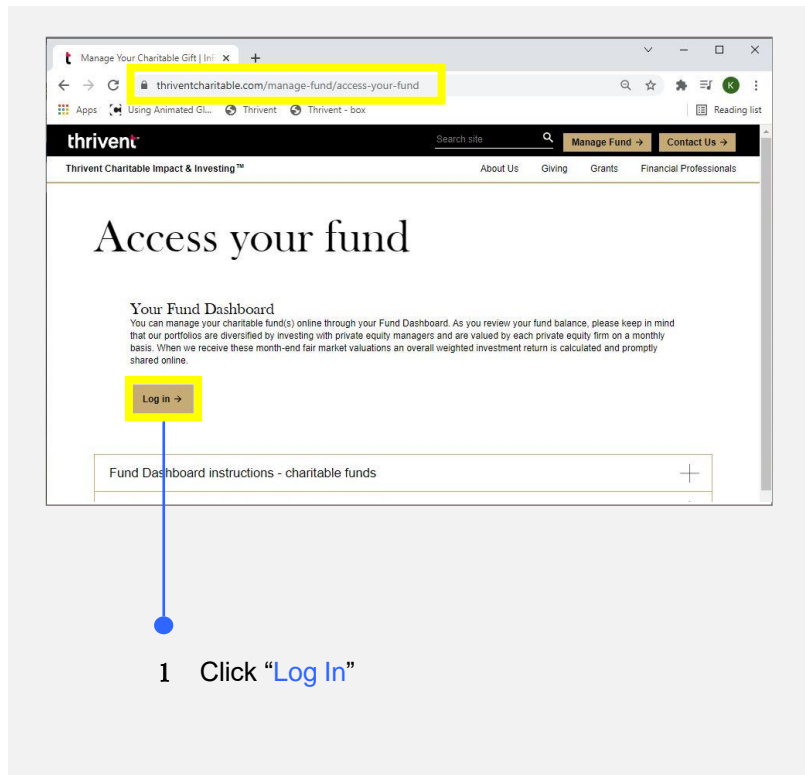 Manage Your Charitable Gift | In
thriventcharitable.com/manage-fund/access-your-fund
K
Apps Using Animated Gl... Thrivent Thrivent - box Reading list
thrivent Search site Manage Fund → Contact Us →
Thrivent Charitable Impact & Investing™ About Us Giving Grants Financial Professionals
Access your fund
Your Fund Dashboard
You can manage your charitable fund(s) online through your Fund Dashboard. As you review your fund balance, please keep in mind
that our portfolios are diversified by investing with private equity managers and are valued by each private equity firm on a monthly
basis. When we receive these month-end fair market valuations an overall weighted investment return is calculated and promptly
shared online.
Log in →
Fund Dashboard instructions - charitable funds
1 Click “Log In”